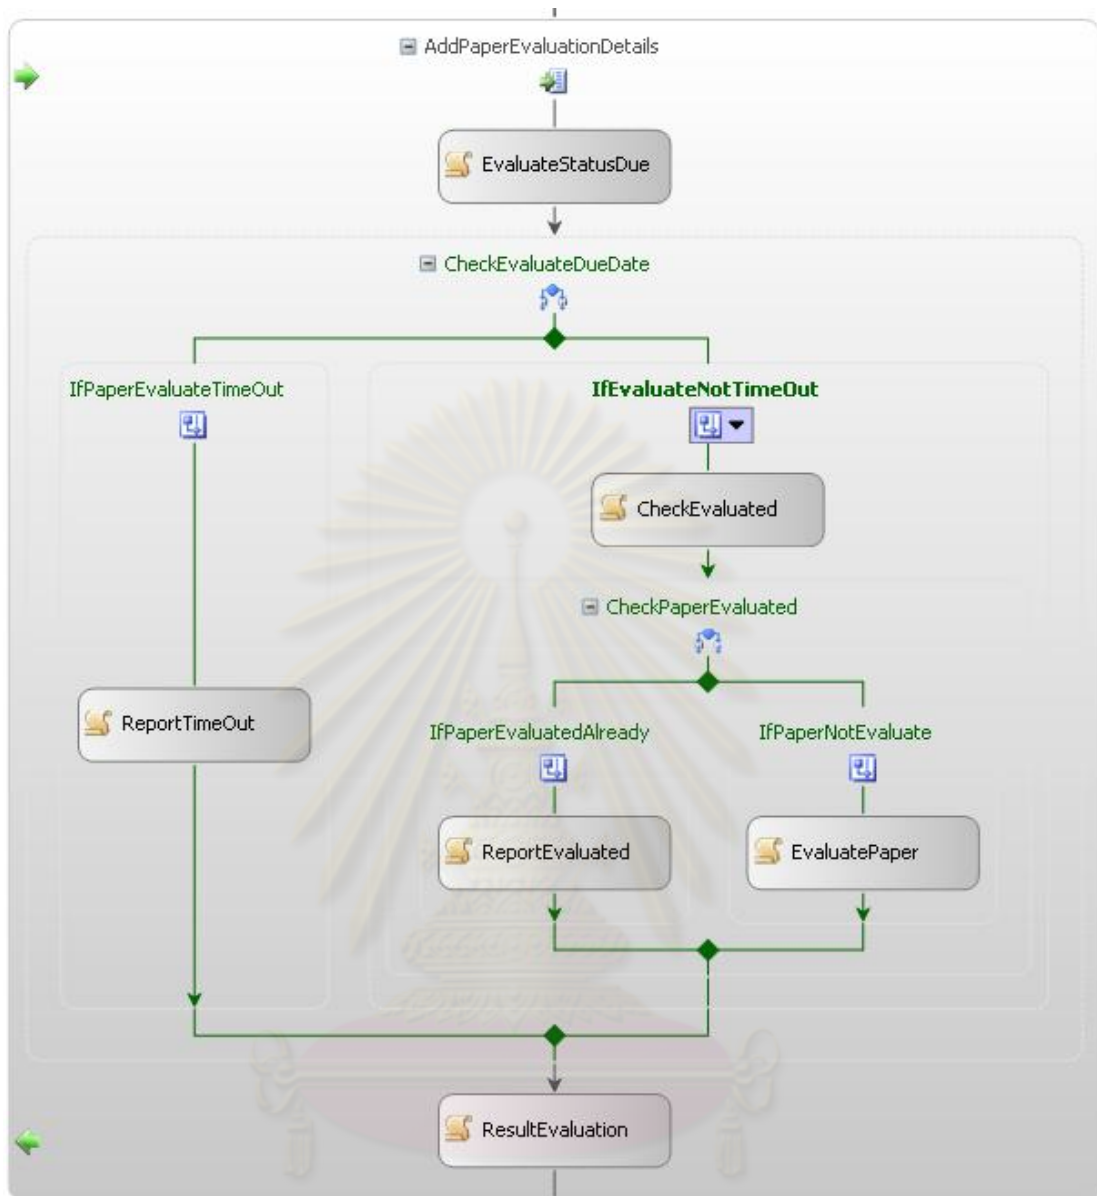 AddPaperEvaluationDetails
EvaluateStatusDue
CheckEvaluateDueDate
IfPaperEvaluateTimeOut
IfEvaluateNotTimeOut
CheckEvaluated
CheckPaperEvaluated
ReportTimeOut
IfPaperEvaluatedAlready
IfPaperNotEvaluate
ReportEvaluated
EvaluatePaper
ResultEvaluation